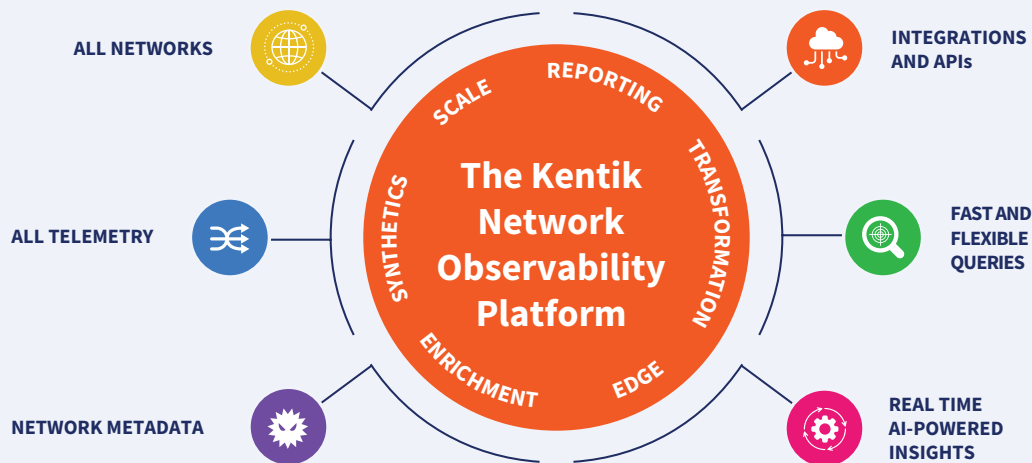 ALL NETWORKS
ALL TELEMETRY
NETWORK METADATA
SCALE
REPORTING
TRANSFORMATION
EDGE
ENRICHMENT
SYNTHETICS
The Kentik
Network
Observability
Platform
INTEGRATIONS
AND APIs
FAST AND
FLEXIBLE
QUERIES
REAL TIME
AI-POWERED
INSIGHTS